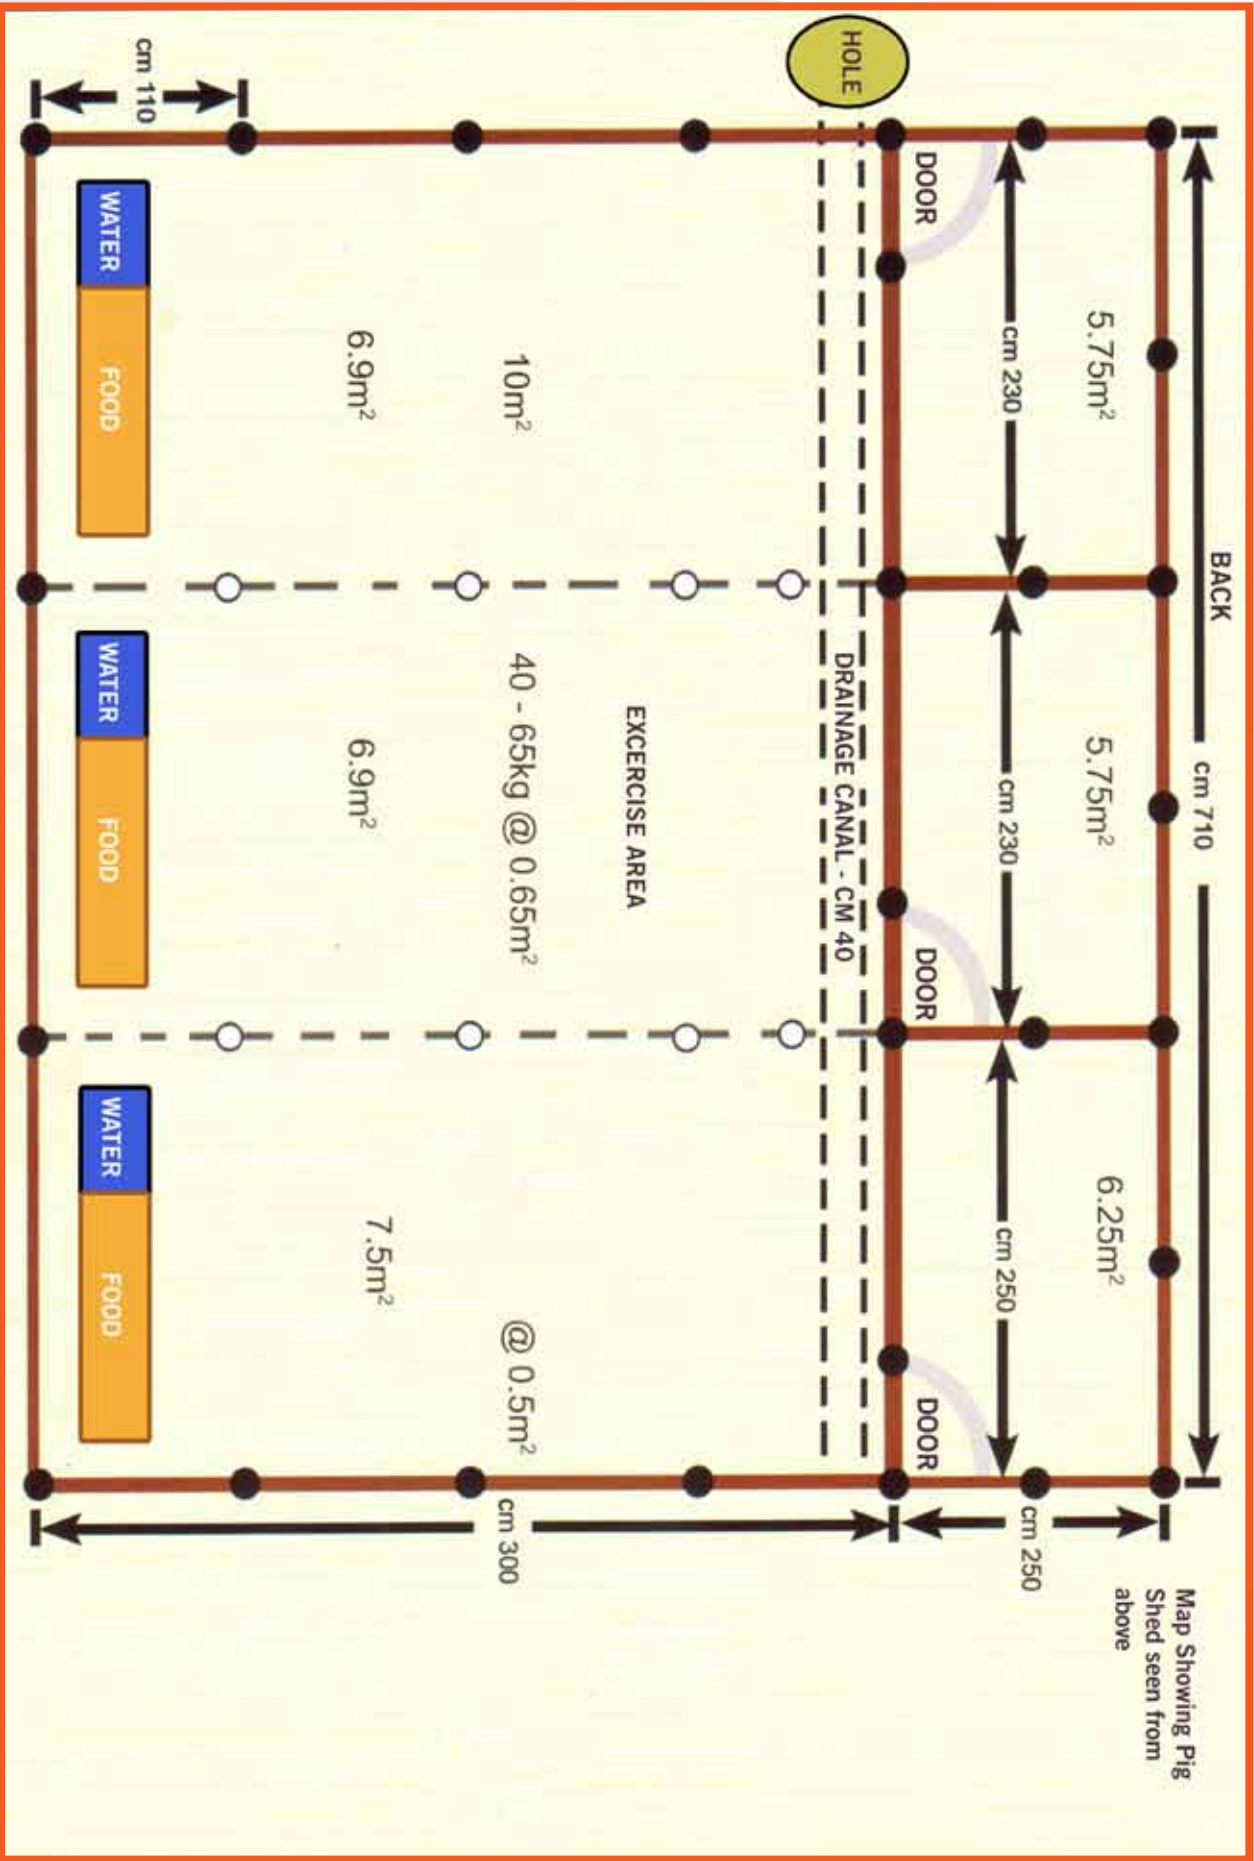 Map Showing Pig
Shed seen from
above
BACK
cm 710
5.75m²
5.75m²
6.25m²
cm 230
cm 230
cm 250
cm 250
DOOR
DOOR
DOOR
HOLE
DRAINAGE CANAL - CM 40
EXCERCISE AREA
10m²
40 - 65kg @ 0.65m²
@ 0.5m²
cm 300
6.9m²
6.9m²
7.5m²
cm 110
WATER
FOOD
WATER
FOOD
WATER
FOOD